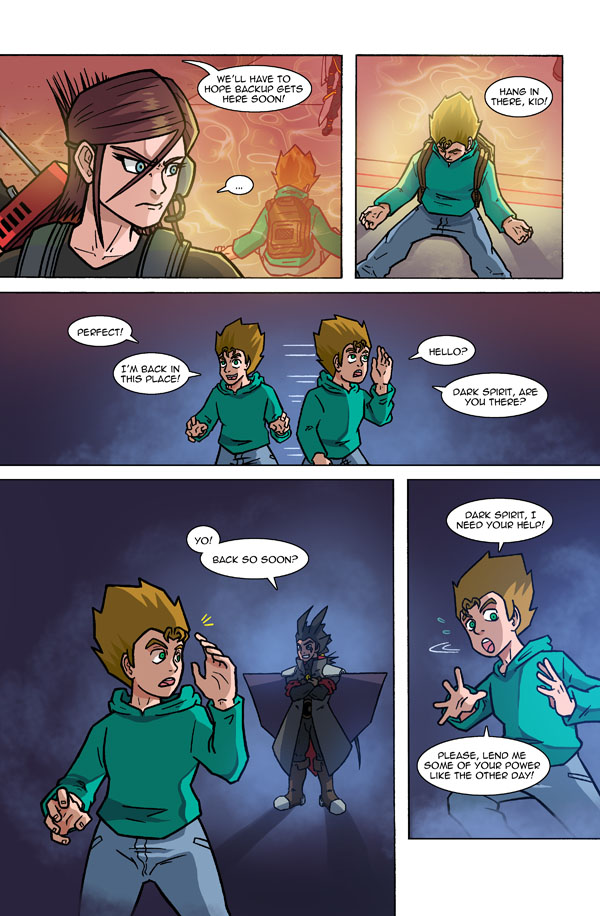 WE'LL HAVE TO
HOPE BACKUP GETS
HERE SOON!
...
HANG IN
THERE, KID!
PERFECT!
I'M BACK IN
THIS PLACE!
HELLO?
DARK SPIRIT, ARE
YOU THERE?
YO!
BACK SO SOON?
DARK SPIRIT, I
NEED YOUR HELP!
PLEASE, LEND ME
SOME OF YOUR POWER
LIKE THE OTHER DAY!